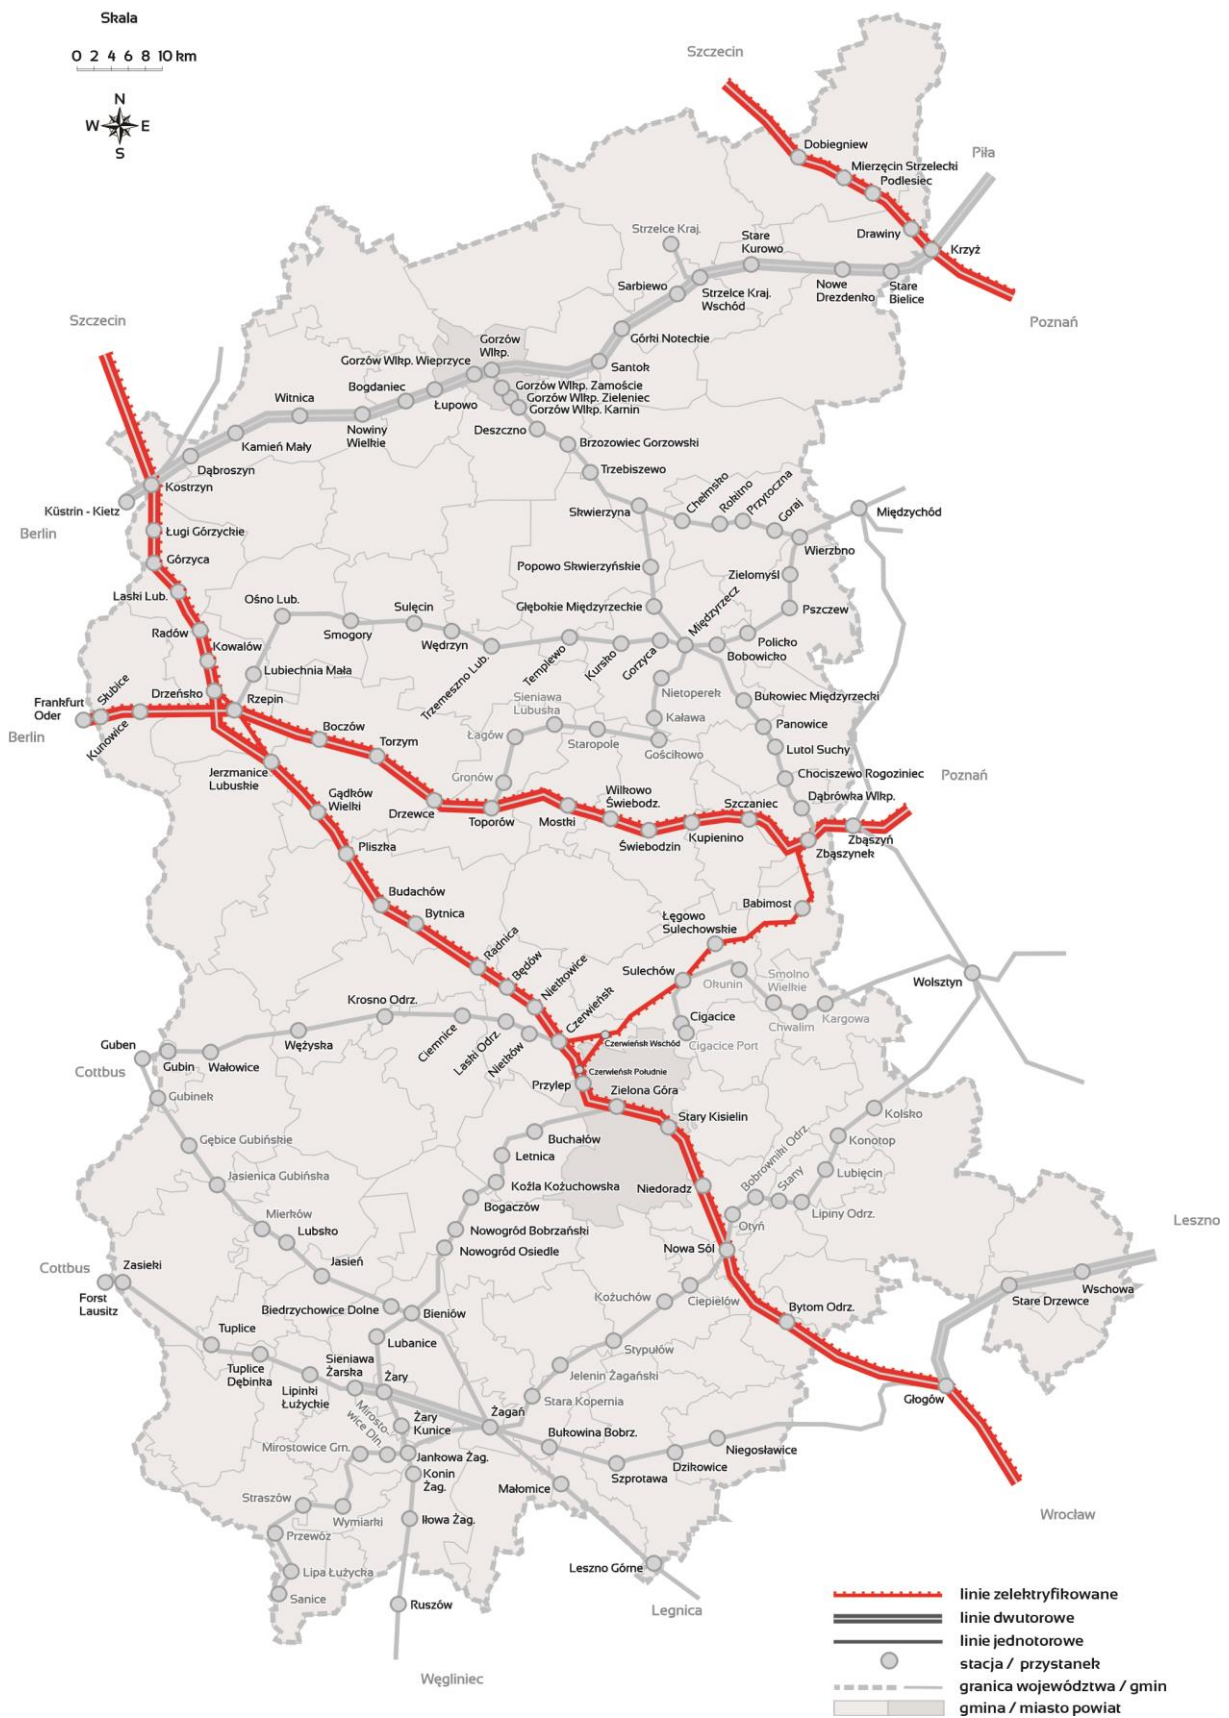 Skala
0 2 4 6 8 10 km
N
W E
S
Szczecin
Dobiegniew
Mierzęcin Strzelecki
Podlesiec
Piła
Drawiny
Krzyż
Poznań
Strzelce Kraj.
Stare
Kurowo
Sarbiewo
Strzelce Kraj.
Wschód
Nowe
Drezdenko
Stare
Bielice
Szczecin
Górki Noteckie
Gorzów
Wlkp.
Santok
Gorzów Wlkp. Wieprzyce
Bogdaniec
Witnica
Łupowo
Gorzów Wlkp. Zamoście
Gorzów Wlkp. Zieleniec
Gorzów Wlkp. Karnin
Nowiny
Wielkie
Kamień Mały
Dąbroszyn
Deszczno
Brzozowiec Gorzowski
Trzebiszewo
Kostrzyn
Küstrin - Kietz
Berlin
Ługi Górzyckie
Górzyca
Laski Lub.
Radów
Kowalów
Drzeńsko
Skwierzyna
Chełmsko
Rokitno
Przytoczna
Goraj
Międzychód
Wierzbno
Zielomyśl
Pszczew
Popowo Skwierzyńskie
Głębokie Międzyrzeckie
Międzyrzecz
Policko
Bobowicko
Ośno Lub.
Smogory
Sulęcin
Wędrzyn
Trzemeszno Lub.
Templewo
Kursko
Gorzyca
Lubiechnia Mała
Rzepin
Frankfurt
Oder
Słubice
Kunowice
Berlin
Nietoperek
Kaława
Gościkowo
Sieniawa
Lubuska
Staropole
Łagów
Gronów
Bukowiec Międzyrzecki
Panowice
Lutol Suchy
Chociszewo Rogoziniec
Dąbrówka Wlkp.
Poznań
Zbąszyń
Zbąszynek
Boczów
Torzym
Drzewce
Toporów
Mostki
Wilkowo
Świebodz.
Świebodzin
Kupienino
Szczaniec
Jerzmanice
Lubuskie
Gądków
Wielki
Pliszka
Budachów
Bytnica
Radnica
Będów
Nietkowice
Czerwieńsk
Babimost
Łęgowo
Sulechowskie
Sulechów
Okunin
Smolno
Wielkie
Chwalim
Kargowa
Wolsztyn
Cigacice
Cigacice Port
Czerwieńsk Wschód
Czerwieńsk Południe
Krosno Odrz.
Wężyska
Ciemnice
Laski Odrz.
Nietków
Guben
Gubin
Wałowice
Cottbus
Gubinek
Przylep
Zielona Góra
Stary Kisielin
Gębice Gubińskie
Jasienica Gubińska
Mierków
Lubsko
Jasień
Buchałów
Letnica
Koźla Kożuchowska
Bogaczów
Nowogród Bobrzański
Nowogród Osiedle
Niedoradz
Kolsko
Konotop
Lubięcin
Bobrowniki Odrz.
Stany
Lipiny Odrz.
Otyń
Nowa Sól
Leszno
Wschowa
Stare Drzewce
Cottbus
Zasieki
Forst
Lausitz
Biedrzychowice Dolne
Bieniów
Lubanice
Kożuchów
Ciepielów
Bytom Odrz.
Stypułów
Jelenin Żagański
Stara Kopernia
Głogów
Tuplice
Tuplice
Dębinka
Sieniawa
Żarska
Lipinki
Łużyckie
Żary
Żary
Kunice
Mirosto-
wice Dln.
Mirostowice Grn.
Jankowa Żag.
Żagań
Bukowina Bobrz.
Szprotawa
Dzikowice
Niegosławice
Konin
Żag.
Małomice
Straszów
Wymiarki
Przewóz
Iłowa Żag.
Lipa Łużycka
Sanice
Ruszów
Leszno Górne
Legnica
Węgliniec
Wrocław
linie zelektryfikowane
linie dwutorowe
linie jednotorowe
stacja / przystanek
granica województwa / gmin
gmina / miasto powiat